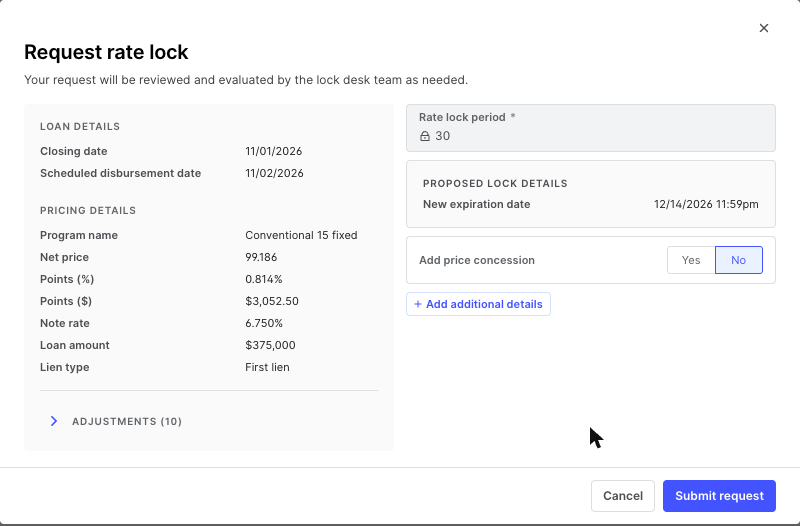 Request rate lock
Your request will be reviewed and evaluated by the lock desk team as needed.
LOAN DETAILS
Closing date 11/01/2026
Scheduled disbursement date 11/02/2026
PRICING DETAILS
Program name Conventional 15 fixed
Net price 99.186
Points (%) 0.814%
Points ($) $3,052.50
Note rate 6.750%
Loan amount $375,000
Lien type First lien
ADJUSTMENTS (10)
Rate lock period *
30
PROPOSED LOCK DETAILS
New expiration date 12/14/2026 11:59pm
Add price concession Yes No
+ Add additional details
Cancel Submit request